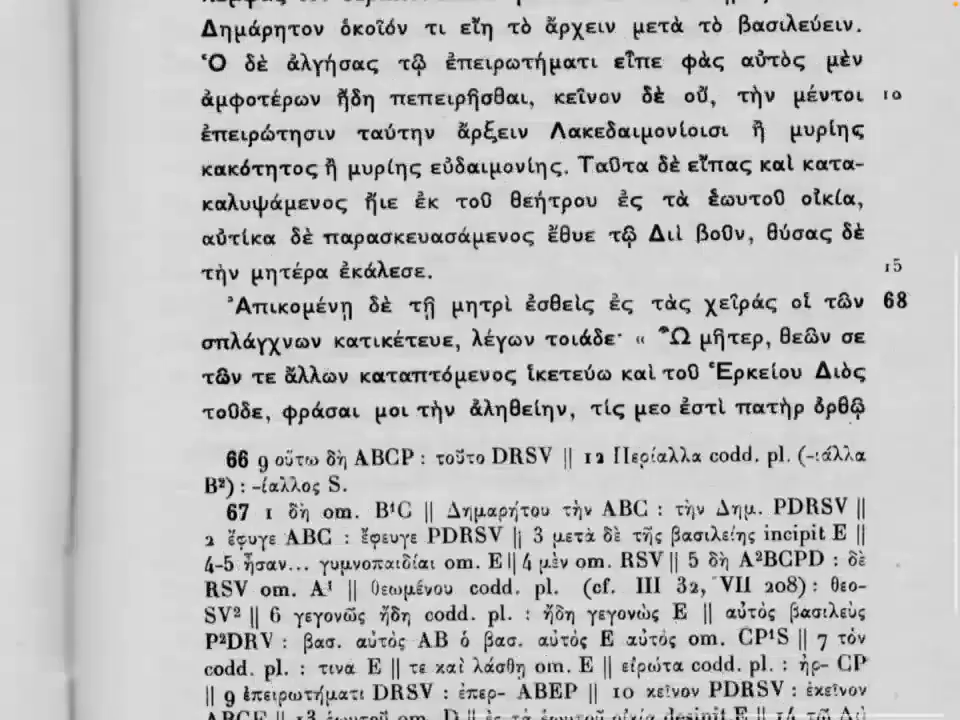 Δημάρητον ὁκοῖόν τι εἴη τὸ ἄρχειν μετὰ τὸ βασιλεύειν.
Ὁ δὲ ἀλγήσας τῷ ἐπειρωτήματι εἶπε φὰς αὐτὸς μὲν
ἀμφοτέρων ἤδη πεπειρῆσθαι, κεῖνον δὲ οὔ, τὴν μέντοι 10
ἐπειρώτησιν ταύτην ἄρξειν Λακεδαιμονίοισι ἢ μυρίης
κακότητος ἢ μυρίης εὐδαιμονίης. Ταῦτα δὲ εἴπας καὶ κατα-
καλυψάμενος ἤιε ἐκ τοῦ θεήτρου ἐς τὰ ἑωυτοῦ οἰκία,
αὐτίκα δὲ παρασκευασάμενος ἔθυε τῷ Διὶ βοῦν, θύσας δὲ
τὴν μητέρα ἐκάλεσε. 15
Ἀπικομένῃ δὲ τῇ μητρὶ ἐσθεὶς ἐς τὰς χεῖράς οἱ τῶν 68
σπλάγχνων κατικέτευε, λέγων τοιάδε· « Ὦ μῆτερ, θεῶν σε
τῶν τε ἄλλων καταπτόμενος ἱκετεύω καὶ τοῦ Ἑρκείου Διὸς
τοῦδε, φράσαι μοι τὴν ἀληθείην, τίς μεο ἐστὶ πατὴρ ὀρθῷ
66 9 οὕτω δὴ ABCP : τοῦτο DRSV || 12 Περίαλλα codd. pl. (-ιάλλα
B²) : -ίαλλος S.
67 1 δὴ om. B¹C || Δημαρήτου τὴν ABC : τὴν Δημ. PDRSV ||
2 ἔφυγε ABC : ἔφευγε PDRSV || 3 μετὰ δὲ τῆς βασιλείης incipit E ||
4-5 ἦσαν... γυμνοπαιδίαι om. E || 4 μὲν om. RSV || 5 δὴ A²BCPD : δὲ
RSV om. A¹ || θεωμένου codd. pl. (cf. III 32, VII 208) : θεο-
SV² || 6 γεγονὼς ἤδη codd. pl. : ἤδη γεγονὼς E || αὐτὸς βασιλεὺς
P²DRV : βασ. αὐτὸς AB ὁ βασ. αὐτὸς E αὐτὸς om. CP¹S || 7 τὸν
codd. pl. : τινὰ E || τε καὶ λάσθη om. E || εἰρώτα codd. pl. : ἠρ- CP
|| 9 ἐπειρωτήματι DRSV : ἐπερ- ABEP || 10 κεῖνον PDRSV : ἐκεῖνον